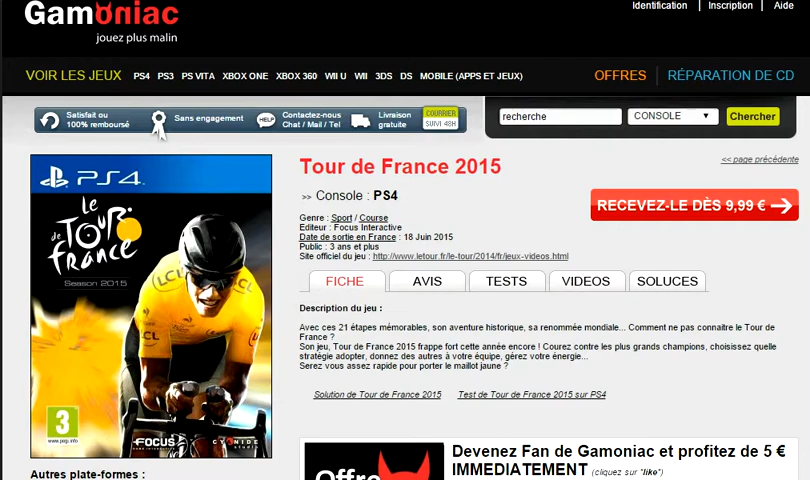 Gamoniac
jouez plus malin
Identification | Inscription | Aide
VOIR LES JEUX PS4 PS3 PS VITA XBOX ONE XBOX 360 WII U WII 3DS DS MOBILE (APPS ET JEUX) OFFRES RÉPARATION DE CD
Satisfait ou
100% remboursé
Sans engagement
HELP
Contactez-nous
Chat / Mail / Tel
Livraison
gratuite
COURRIER
SUIVI 48H
recherche CONSOLE Chercher
PS4
Le
Tour
de
France
Season 2015
LCL
LCL
3
www.pegi.info
FOCUS
HOME INTERACTIVE
CYANIDE
studio
Autres plate-formes :
Tour de France 2015
<< page précédente
>> Console : PS4
RECEVEZ-LE DÈS 9,99 €
Genre : Sport / Course
Editeur : Focus Interactive
Date de sortie en France : 18 Juin 2015
Public : 3 ans et plus
Site officiel du jeu : http://www.letour.fr/le-tour/2014/fr/jeux-videos.html
FICHE AVIS TESTS VIDEOS SOLUCES
Description du jeu :
Avec ces 21 étapes mémorables, son aventure historique, sa renommée mondiale... Comment ne pas connaitre le Tour de
France ?
Son jeu, Tour de France 2015 frappe fort cette année encore ! Courez contre les plus grands champions, choisissez quelle
stratégie adopter, donnez des autres à votre équipe, gérez votre énergie...
Serez vous assez rapide pour porter le maillot jaune ?
Solution de Tour de France 2015 Test de Tour de France 2015 sur PS4
Offre
Devenez Fan de Gamoniac et profitez de 5 €
IMMEDIATEMENT (cliquez sur "like")